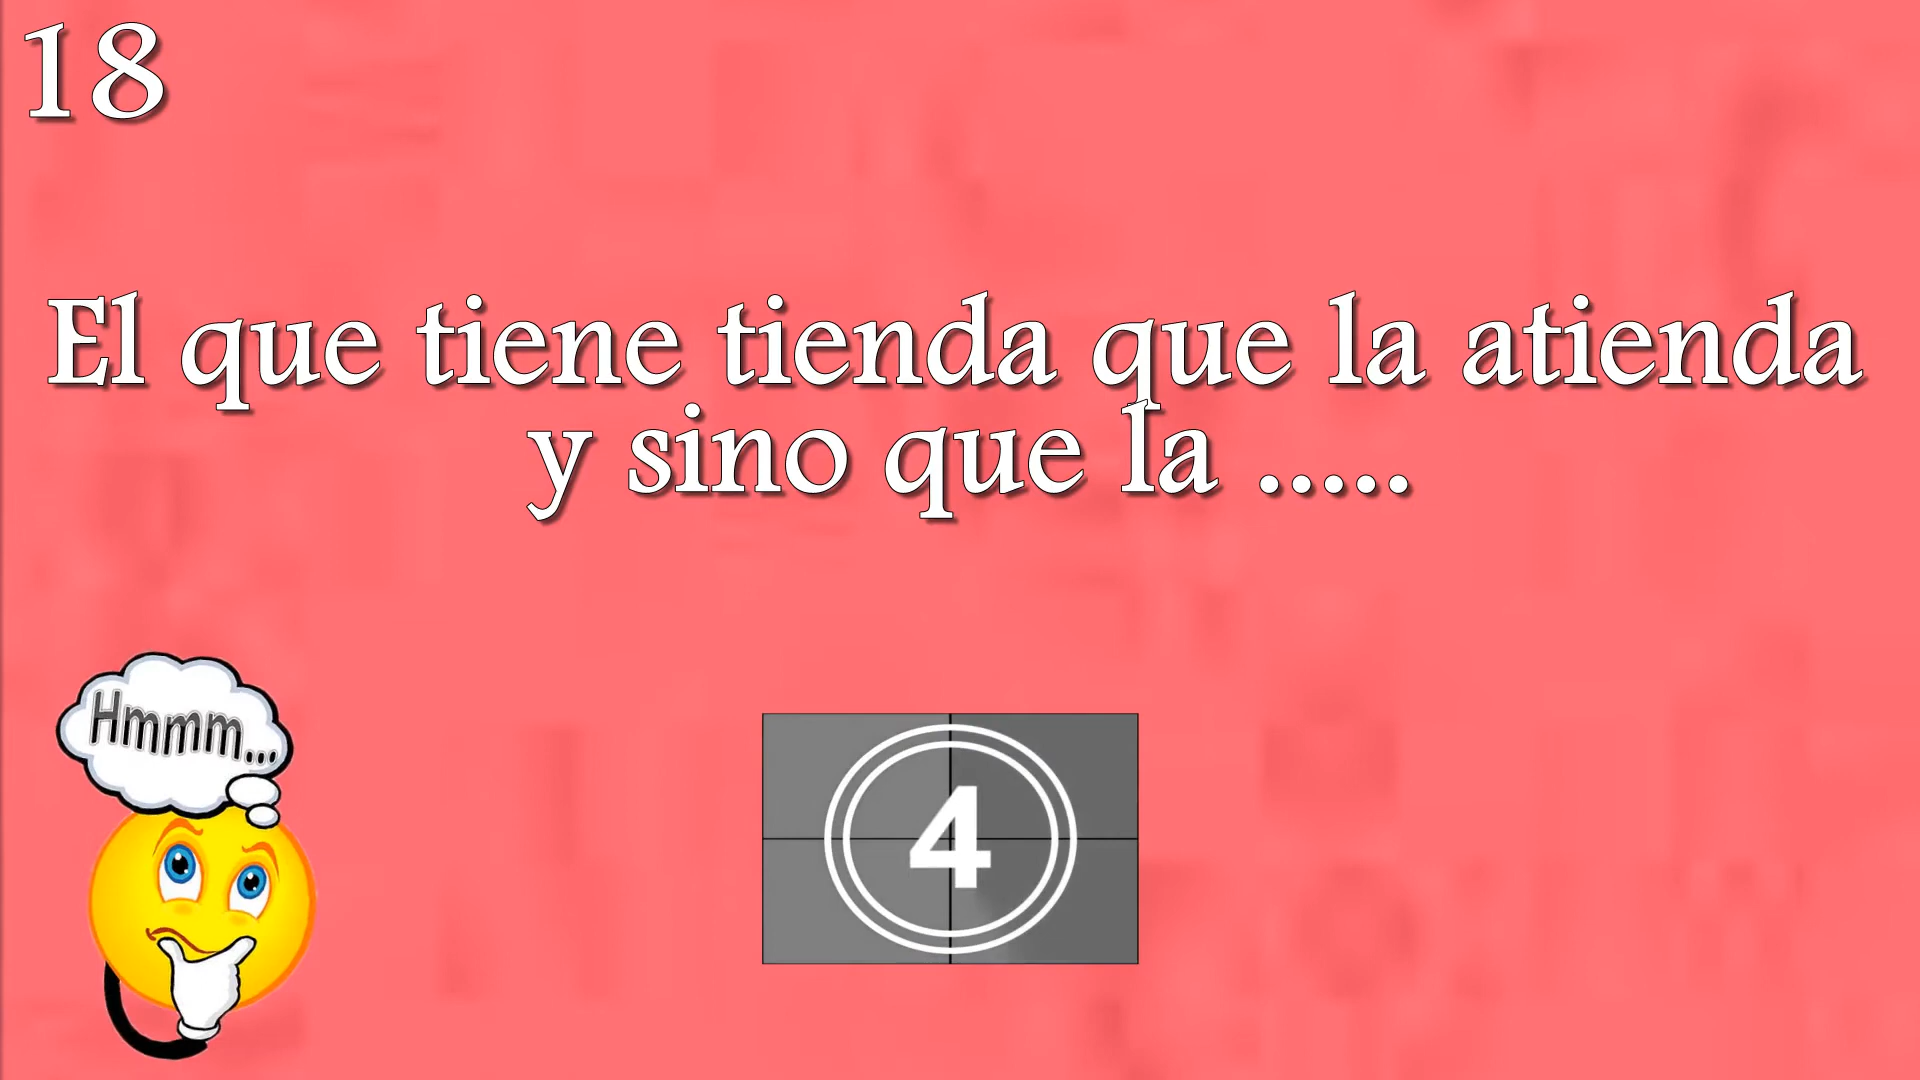 18
El que tiene tienda que la atienda
y sino que la .....
Hmmm...
4